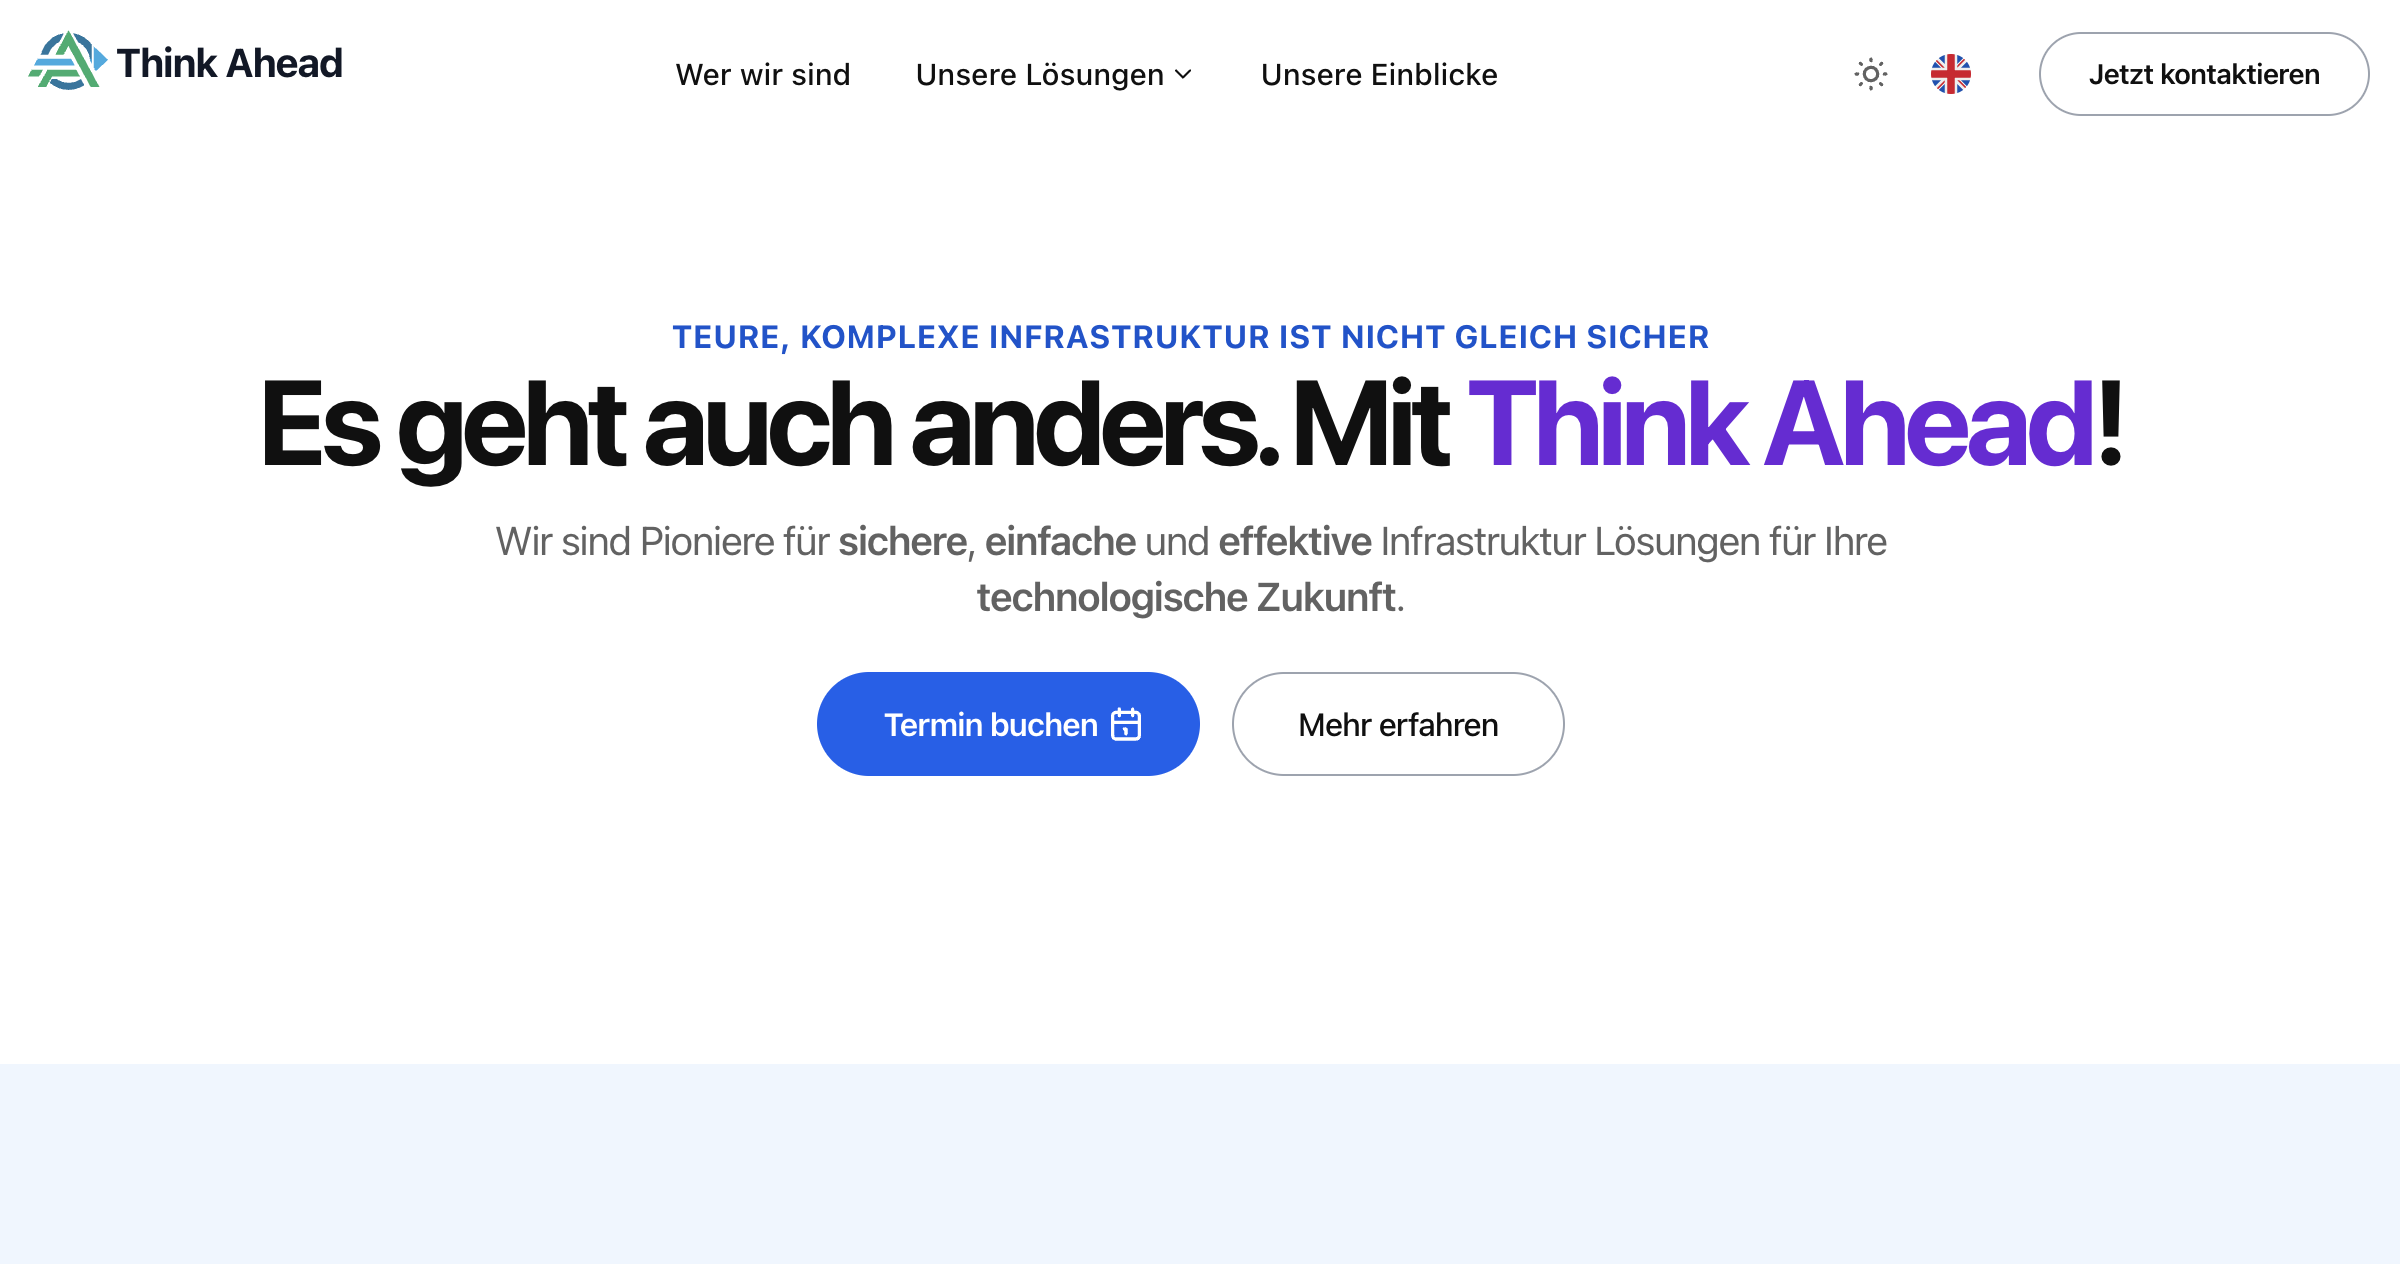 Think Ahead
Wer wir sind
Unsere Lösungen
Unsere Einblicke
Jetzt kontaktieren
TEURE, KOMPLEXE INFRASTRUKTUR IST NICHT GLEICH SICHER
Es geht auch anders. Mit Think Ahead!
Wir sind Pioniere für sichere, einfache und effektive Infrastruktur Lösungen für Ihre
technologische Zukunft.
Termin buchen
Mehr erfahren